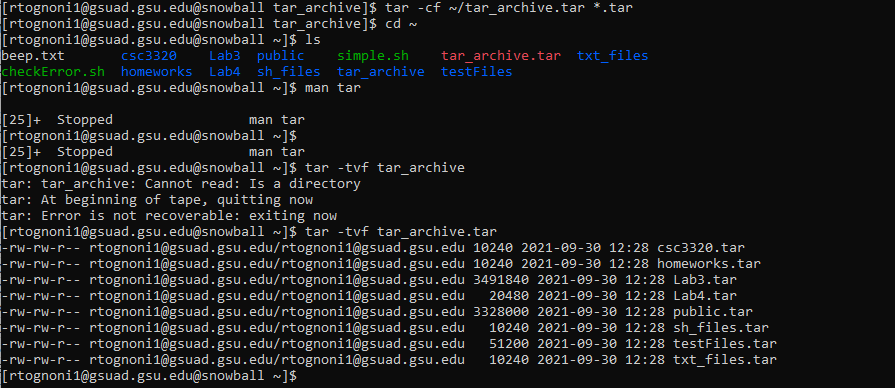 [rtognoni1@gsuad.gsu.edu@snowball tar_archive]$ tar -cf ~/tar_archive.tar *.tar
[rtognoni1@gsuad.gsu.edu@snowball tar_archive]$ cd ~
[rtognoni1@gsuad.gsu.edu@snowball ~]$ ls
beep.txt       csc3320    Lab3  public    simple.sh    tar_archive.tar  txt_files
checkError.sh  homeworks  Lab4  sh_files  tar_archive  testFiles
[rtognoni1@gsuad.gsu.edu@snowball ~]$ man tar
[25]+  Stopped                 man tar
[rtognoni1@gsuad.gsu.edu@snowball ~]$
[25]+  Stopped                 man tar
[rtognoni1@gsuad.gsu.edu@snowball ~]$ tar -tvf tar_archive
tar: tar_archive: Cannot read: Is a directory
tar: At beginning of tape, quitting now
tar: Error is not recoverable: exiting now
[rtognoni1@gsuad.gsu.edu@snowball ~]$ tar -tvf tar_archive.tar
-rw-rw-r-- rtognoni1@gsuad.gsu.edu/rtognoni1@gsuad.gsu.edu 10240 2021-09-30 12:28 csc3320.tar
-rw-rw-r-- rtognoni1@gsuad.gsu.edu/rtognoni1@gsuad.gsu.edu 10240 2021-09-30 12:28 homeworks.tar
-rw-rw-r-- rtognoni1@gsuad.gsu.edu/rtognoni1@gsuad.gsu.edu 3491840 2021-09-30 12:28 Lab3.tar
-rw-rw-r-- rtognoni1@gsuad.gsu.edu/rtognoni1@gsuad.gsu.edu   20480 2021-09-30 12:28 Lab4.tar
-rw-rw-r-- rtognoni1@gsuad.gsu.edu/rtognoni1@gsuad.gsu.edu 3328000 2021-09-30 12:28 public.tar
-rw-rw-r-- rtognoni1@gsuad.gsu.edu/rtognoni1@gsuad.gsu.edu   10240 2021-09-30 12:28 sh_files.tar
-rw-rw-r-- rtognoni1@gsuad.gsu.edu/rtognoni1@gsuad.gsu.edu   51200 2021-09-30 12:28 testFiles.tar
-rw-rw-r-- rtognoni1@gsuad.gsu.edu/rtognoni1@gsuad.gsu.edu   10240 2021-09-30 12:28 txt_files.tar
[rtognoni1@gsuad.gsu.edu@snowball ~]$